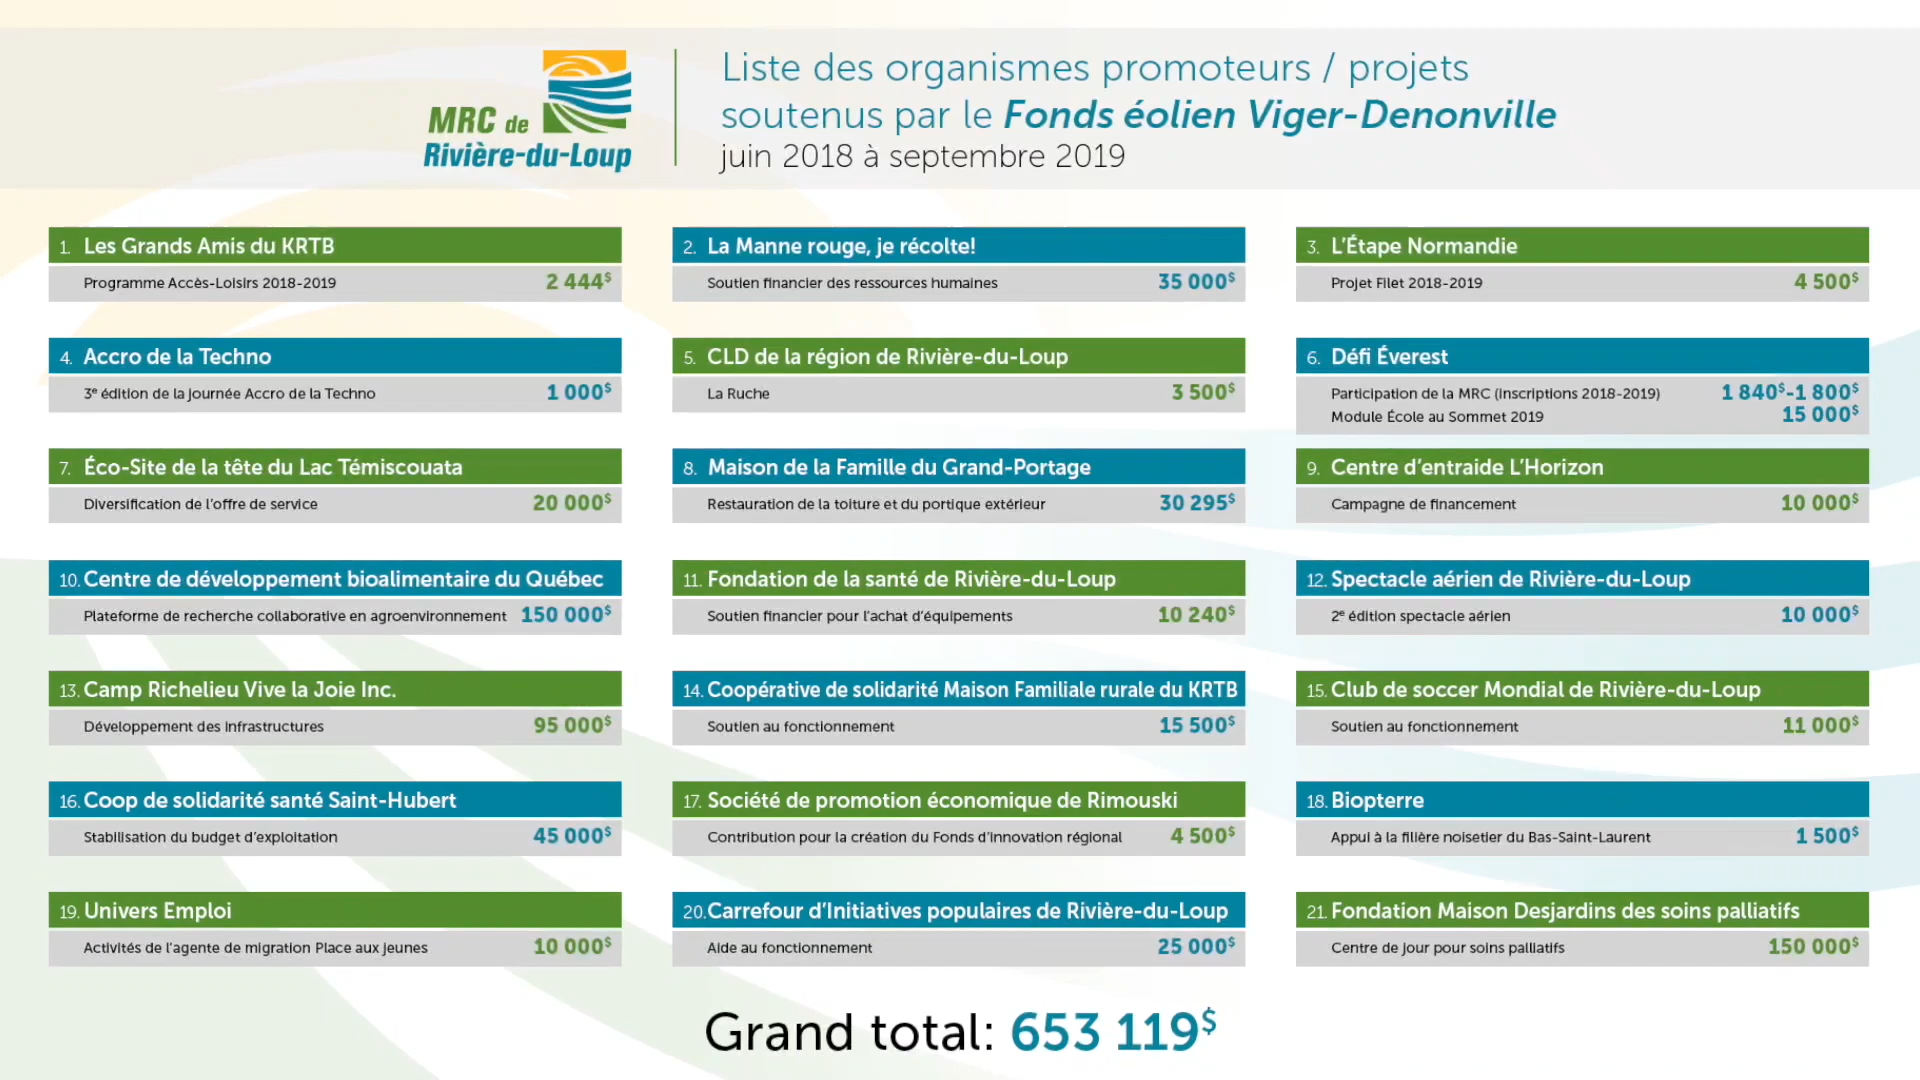 MRC de
Rivière-du-Loup
Liste des organismes promoteurs / projets
soutenus par le Fonds éolien Viger-Denonville
juin 2018 à septembre 2019
1. Les Grands Amis du KRTB
Programme Accès-Loisirs 2018-2019 2 444$
2. La Manne rouge, je récolte!
Soutien financier des ressources humaines 35 000$
3. L'Étape Normandie
Projet Filet 2018-2019 4 500$
4. Accro de la Techno
3e édition de la journée Accro de la Techno 1 000$
5. CLD de la région de Rivière-du-Loup
La Ruche 3 500$
6. Défi Éverest
Participation de la MRC (inscriptions 2018-2019) 1 840$-1 800$
Module École au Sommet 2019 15 000$
7. Éco-Site de la tête du Lac Témiscouata
Diversification de l'offre de service 20 000$
8. Maison de la Famille du Grand-Portage
Restauration de la toiture et du portique extérieur 30 295$
9. Centre d'entraide L'Horizon
Campagne de financement 10 000$
10. Centre de développement bioalimentaire du Québec
Plateforme de recherche collaborative en agroenvironnement 150 000$
11. Fondation de la santé de Rivière-du-Loup
Soutien financier pour l'achat d'équipements 10 240$
12. Spectacle aérien de Rivière-du-Loup
2e édition spectacle aérien 10 000$
13. Camp Richelieu Vive la Joie Inc.
Développement des infrastructures 95 000$
14. Coopérative de solidarité Maison Familiale rurale du KRTB
Soutien au fonctionnement 15 500$
15. Club de soccer Mondial de Rivière-du-Loup
Soutien au fonctionnement 11 000$
16. Coop de solidarité santé Saint-Hubert
Stabilisation du budget d'exploitation 45 000$
17. Société de promotion économique de Rimouski
Contribution pour la création du Fonds d'innovation régional 4 500$
18. Biopterre
Appui à la filière noisetier du Bas-Saint-Laurent 1 500$
19. Univers Emploi
Activités de l'agente de migration Place aux jeunes 10 000$
20. Carrefour d'Initiatives populaires de Rivière-du-Loup
Aide au fonctionnement 25 000$
21. Fondation Maison Desjardins des soins palliatifs
Centre de jour pour soins palliatifs 150 000$
Grand total: 653 119$